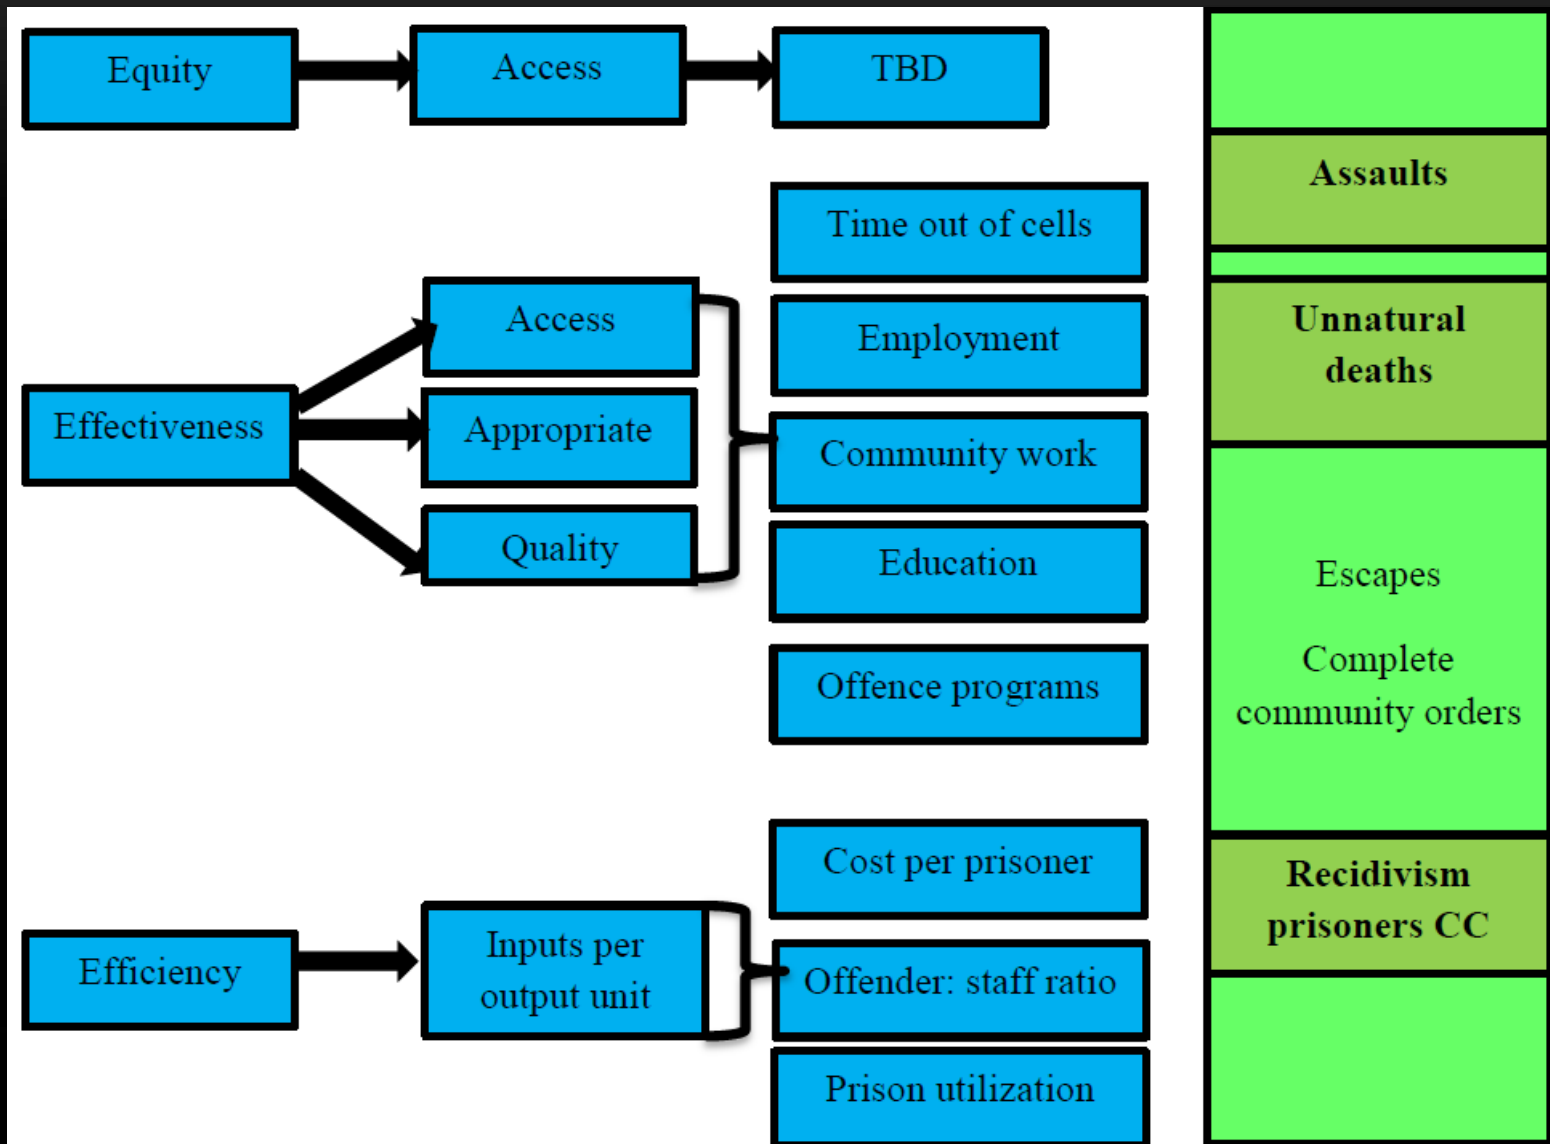 Equity
Access
TBD
Time out of cells
Access
Employment
Effectiveness
Appropriate
Community work
Quality
Education
Offence programs
Cost per prisoner
Efficiency
Inputs per
output unit
Offender: staff ratio
Prison utilization
Assaults
Unnatural
deaths
Escapes
Complete
community orders
Recidivism
prisoners CC